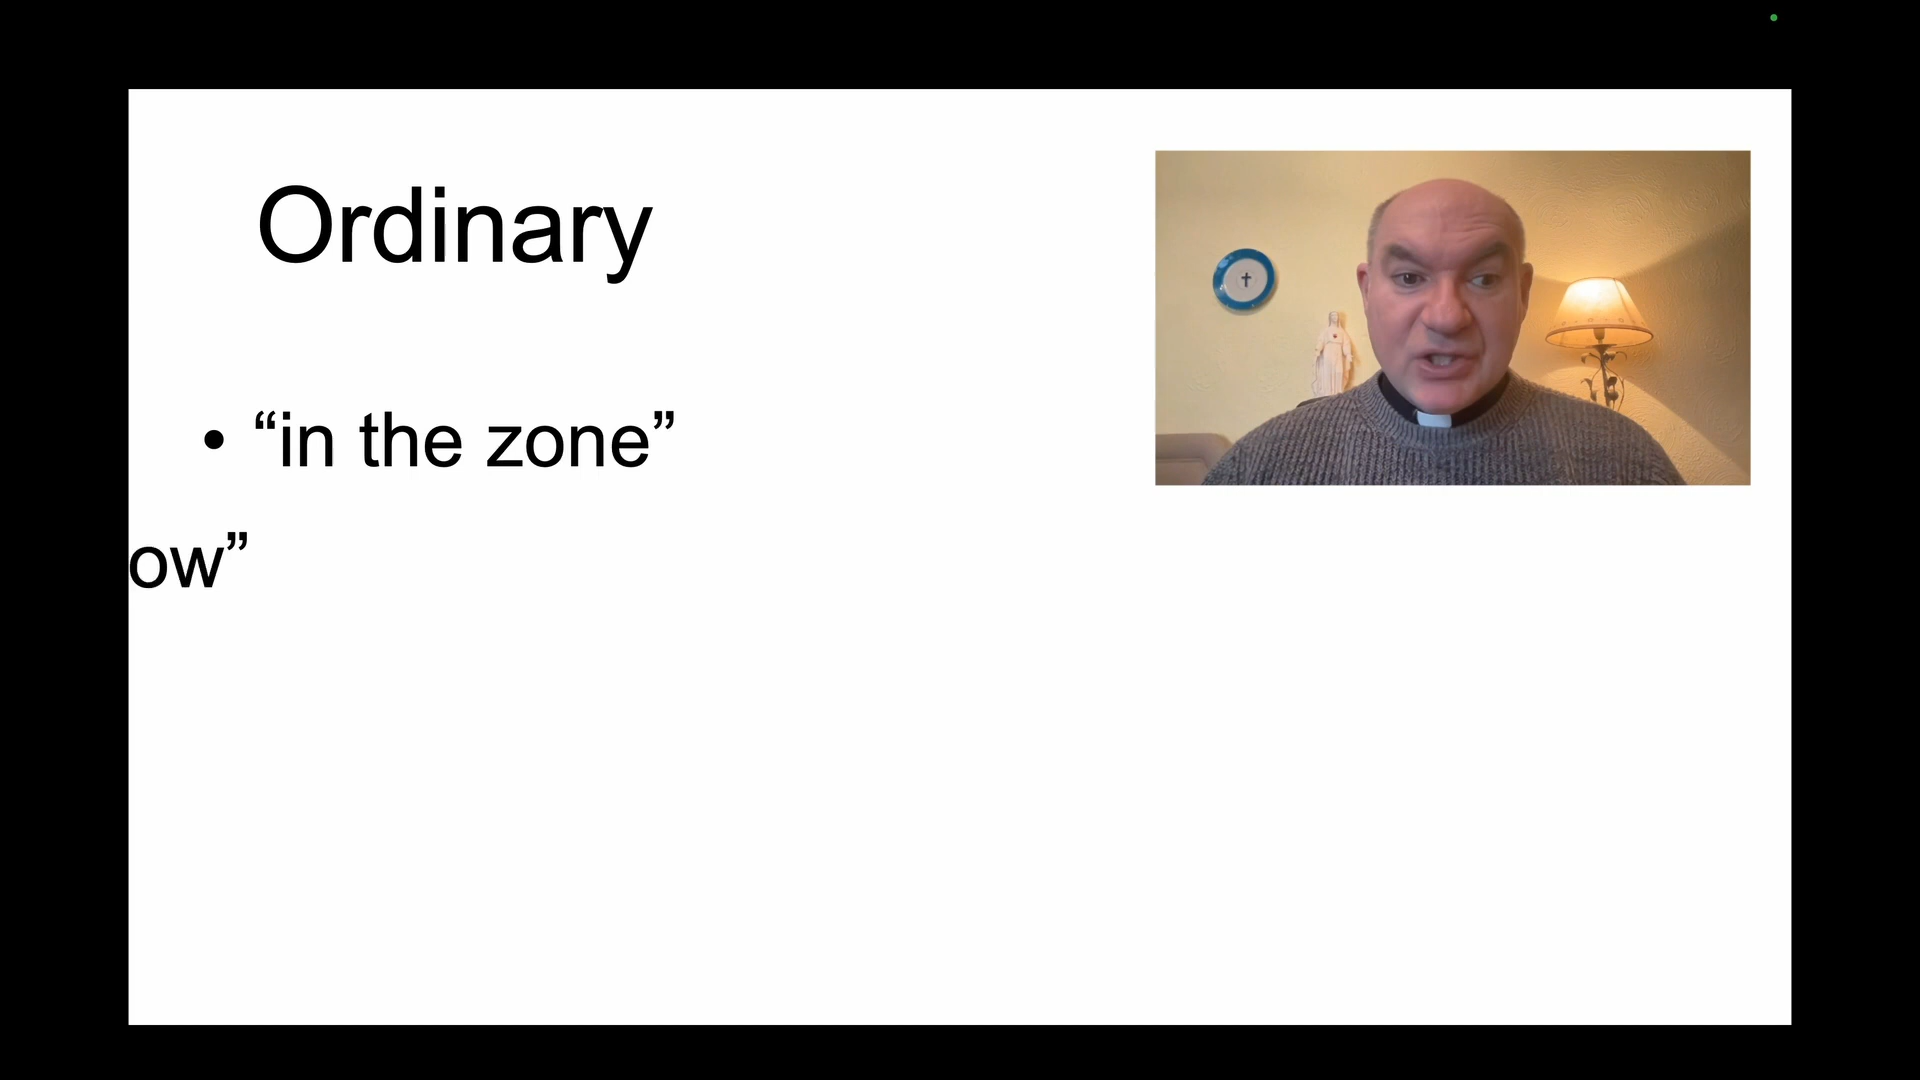 Ordinary
• “in the zone”
ow”